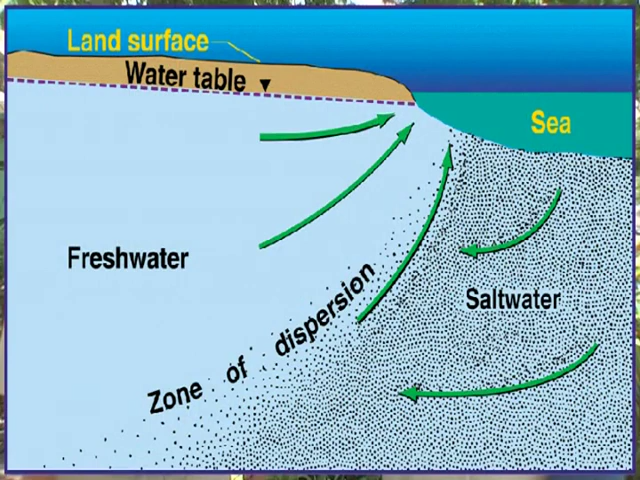 Land surface
Water table
Sea
Freshwater
Saltwater
Zone of dispersion